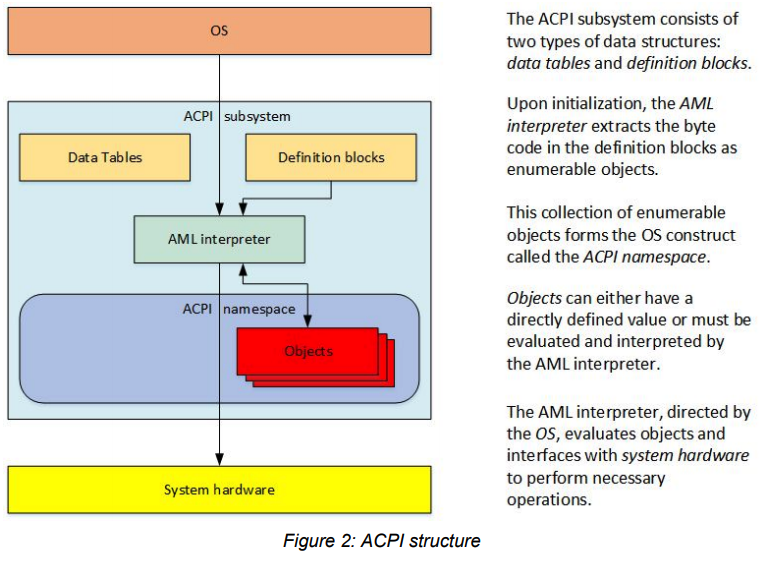 OS
ACPI subsystem
Data Tables
Definition blocks
AML interpreter
ACPI namespace
Objects
System hardware
The ACPI subsystem consists of
two types of data structures:
data tables and definition blocks.
Upon initialization, the AML
interpreter extracts the byte
code in the definition blocks as
enumerable objects.
This collection of enumerable
objects forms the OS construct
called the ACPI namespace.
Objects can either have a
directly defined value or must be
evaluated and interpreted by
the AML interpreter.
The AML interpreter, directed by
the OS, evaluates objects and
interfaces with system hardware
to perform necessary
operations.
Figure 2: ACPI structure